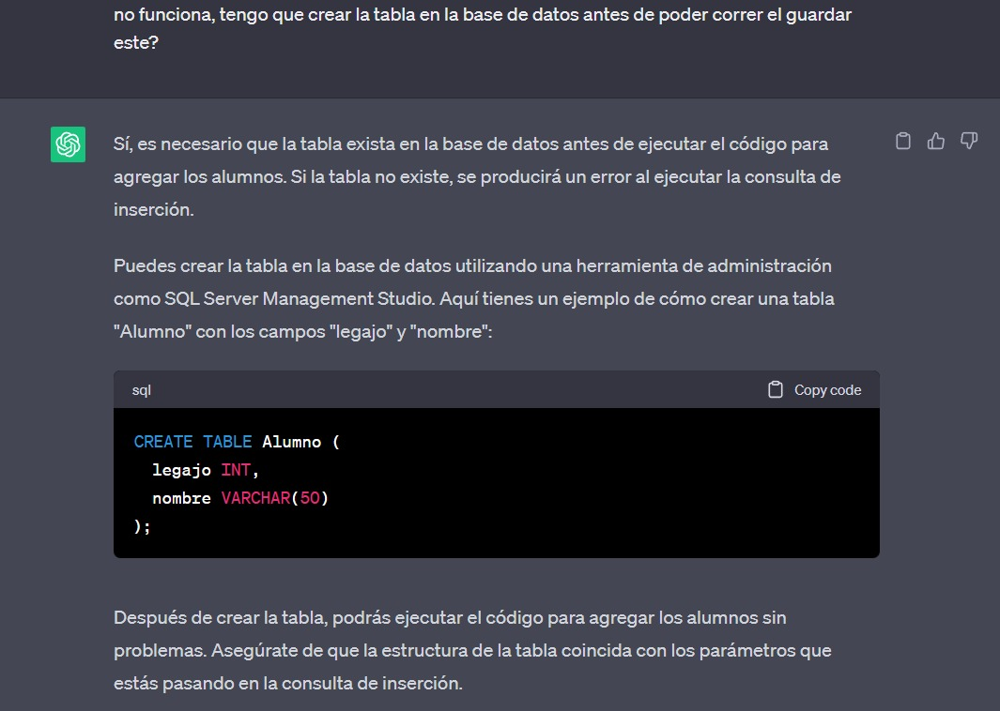 no funciona, tengo que crear la tabla en la base de datos antes de poder correr el guardar
este?
Sí, es necesario que la tabla exista en la base de datos antes de ejecutar el código para
agregar los alumnos. Si la tabla no existe, se producirá un error al ejecutar la consulta de
inserción.
Puedes crear la tabla en la base de datos utilizando una herramienta de administración
como SQL Server Management Studio. Aquí tienes un ejemplo de cómo crear una tabla
"Alumno" con los campos "legajo" y "nombre":
sql Copy code
CREATE TABLE Alumno (
  legajo INT,
  nombre VARCHAR(50)
);
Después de crear la tabla, podrás ejecutar el código para agregar los alumnos sin
problemas. Asegúrate de que la estructura de la tabla coincida con los parámetros que
estás pasando en la consulta de inserción.